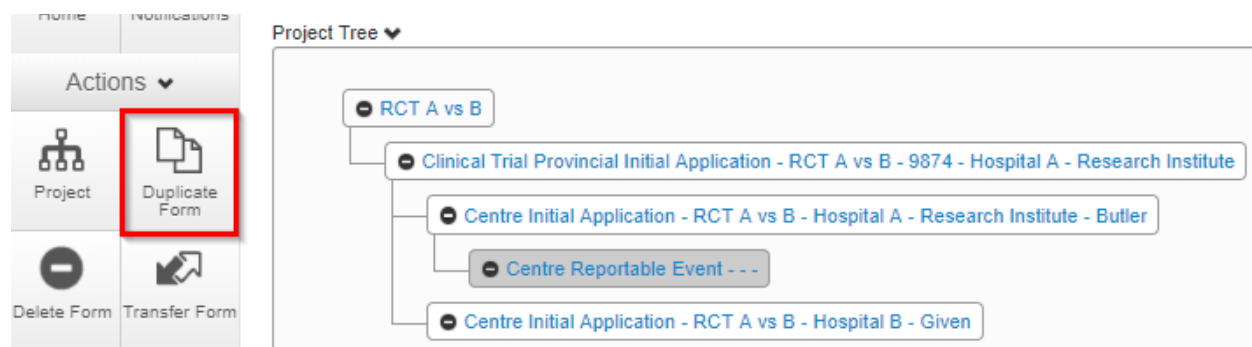 Home
Notifications
Project Tree
Actions
RCT A vs B
Clinical Trial Provincial Initial Application - RCT A vs B - 9874 - Hospital A - Research Institute
Project
Duplicate
Form
Centre Initial Application - RCT A vs B - Hospital A - Research Institute - Butler
Centre Reportable Event - - -
Delete Form
Transfer Form
Centre Initial Application - RCT A vs B - Hospital B - Given